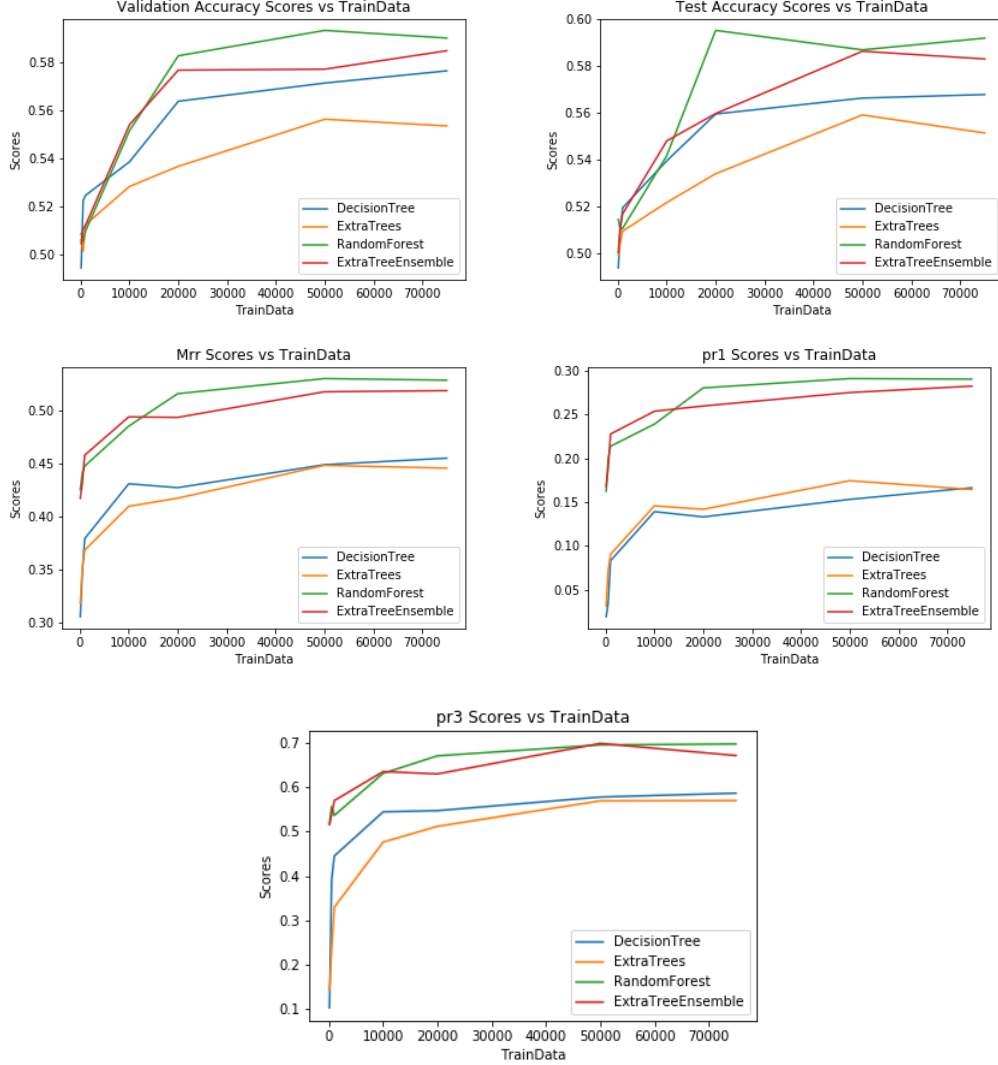 Validation Accuracy Scores vs TrainData
Scores
0.58
0.56
0.54
0.52
0.50
0 10000 20000 30000 40000 50000 60000 70000
TrainData
DecisionTree
ExtraTrees
RandomForest
ExtraTreeEnsemble
Test Accuracy Scores vs TrainData
Scores
0.60
0.58
0.56
0.54
0.52
0.50
0 10000 20000 30000 40000 50000 60000 70000
TrainData
DecisionTree
ExtraTrees
RandomForest
ExtraTreeEnsemble
Mrr Scores vs TrainData
Scores
0.50
0.45
0.40
0.35
0.30
0 10000 20000 30000 40000 50000 60000 70000
TrainData
DecisionTree
ExtraTrees
RandomForest
ExtraTreeEnsemble
pr1 Scores vs TrainData
Scores
0.30
0.25
0.20
0.15
0.10
0.05
0 10000 20000 30000 40000 50000 60000 70000
TrainData
DecisionTree
ExtraTrees
RandomForest
ExtraTreeEnsemble
pr3 Scores vs TrainData
Scores
0.7
0.6
0.5
0.4
0.3
0.2
0.1
0 10000 20000 30000 40000 50000 60000 70000
TrainData
DecisionTree
ExtraTrees
RandomForest
ExtraTreeEnsemble